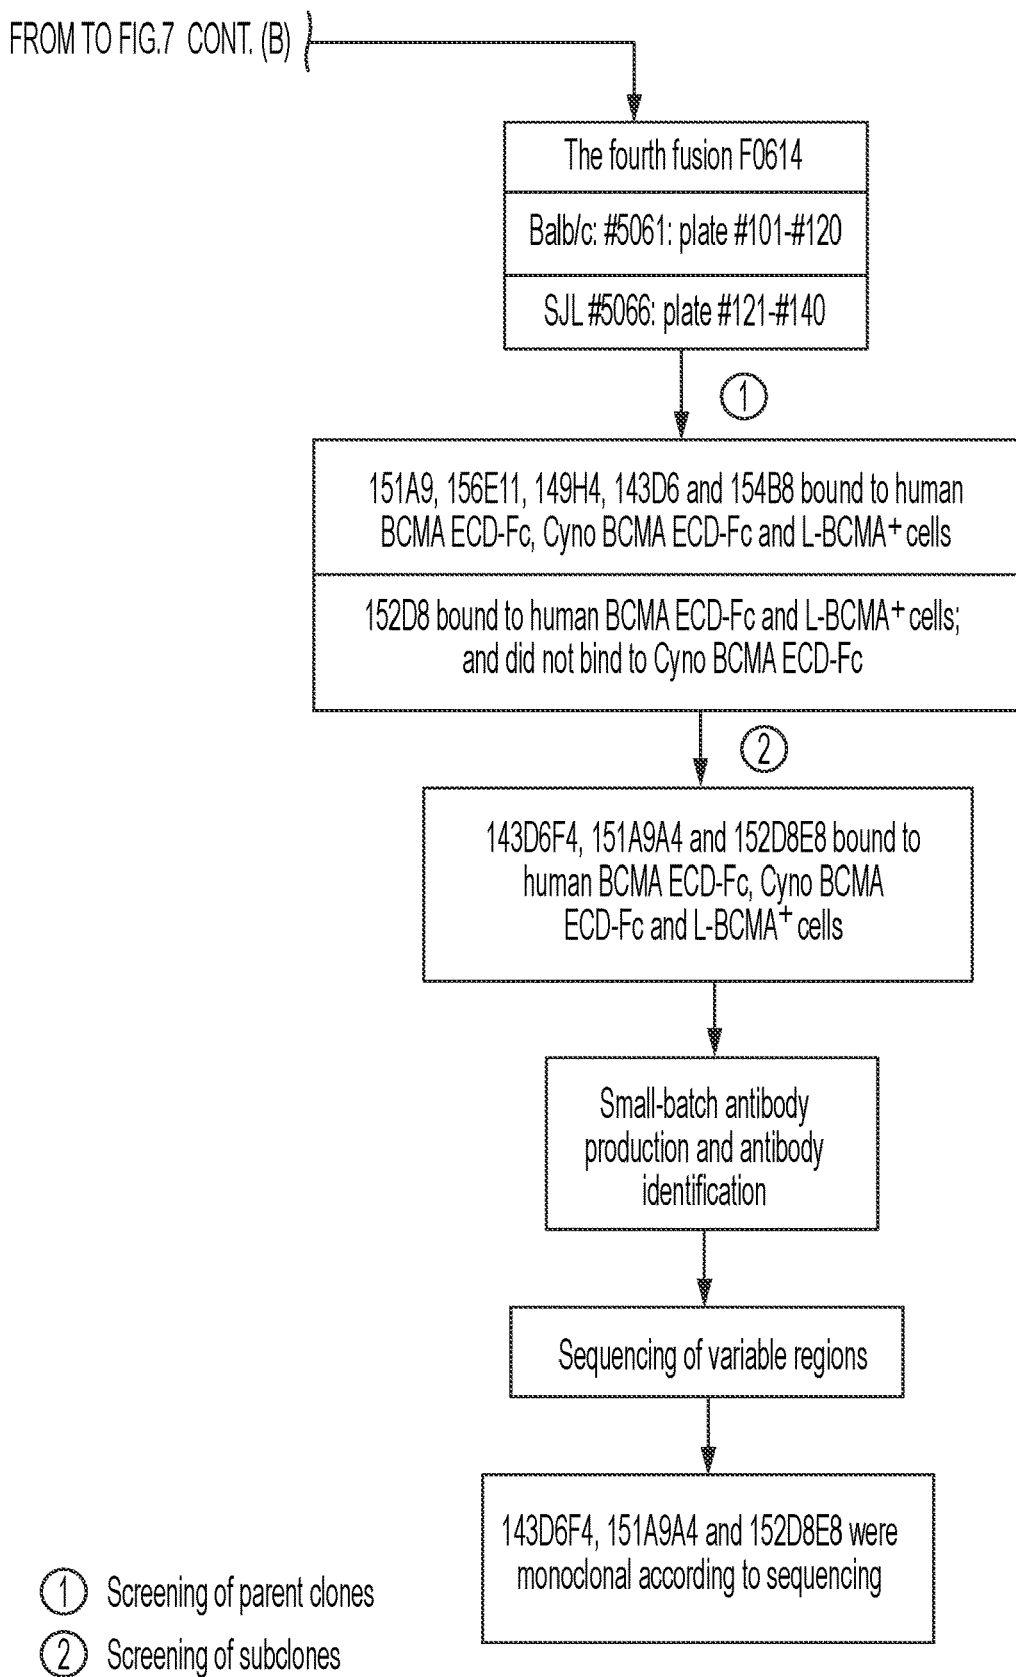 FROM TO FIG.7 CONT. (B)
The fourth fusion F0614
Balb/c: #5061: plate #101-#120
SJL #5066: plate #121-#140
1
151A9, 156E11, 149H4, 143D6 and 154B8 bound to human
BCMA ECD-Fc, Cyno BCMA ECD-Fc and L-BCMA+ cells
152D8 bound to human BCMA ECD-Fc and L-BCMA+ cells;
and did not bind to Cyno BCMA ECD-Fc
2
143D6F4, 151A9A4 and 152D8E8 bound to
human BCMA ECD-Fc, Cyno BCMA
ECD-Fc and L-BCMA+ cells
Small-batch antibody
production and antibody
identification
Sequencing of variable regions
143D6F4, 151A9A4 and 152D8E8 were
monoclonal according to sequencing
1 Screening of parent clones
2 Screening of subclones